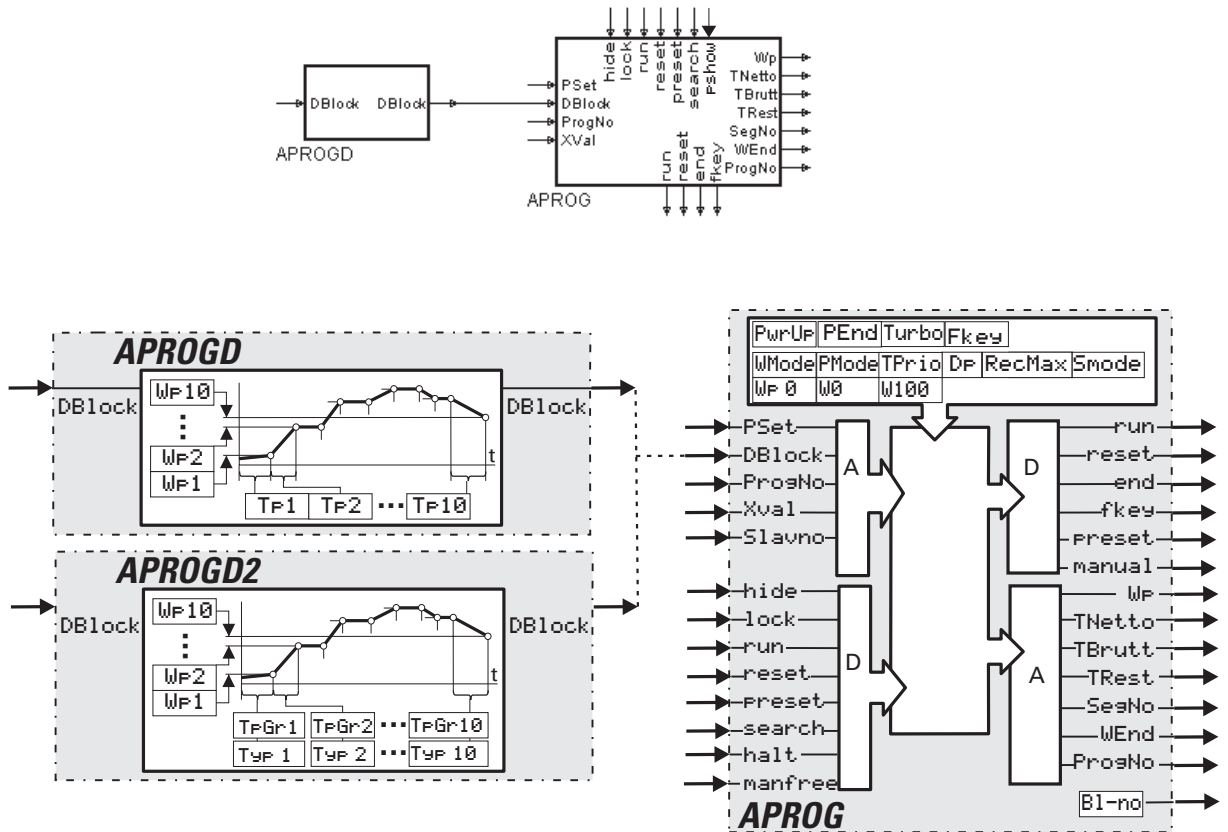 hide
lock
run
reset
preset
search
pshow
PSet
DBlock
ProgNo
XVal
Wp
TNetto
TBrutt
TRest
SegNo
WEnd
ProgNo
run
reset
end
fkey
DBlock DBlock
APROGD
APROG
APROGD
DBlock
Wp10
Wp2
Wp1
t
Tp1 Tp2 ••• Tp10
DBlock
APROGD2
DBlock
Wp10
Wp2
Wp1
t
TpGr1 TpGr2 ••• TpGr10
Typ 1 Typ 2 ••• Typ 10
DBlock
PwrUp PEnd Turbo Fkey
WMode PMode TPrio Dp RecMax Smode
Wp 0 W0 W100
PSet
DBlock
ProgNo
Xval
Slavno
A
hide
lock
run
reset
preset
search
halt
manfree
D
D
run
reset
end
fkey
preset
manual
A
Wp
TNetto
TBrutt
TRest
SegNo
WEnd
ProgNo
Bl-no
APROG